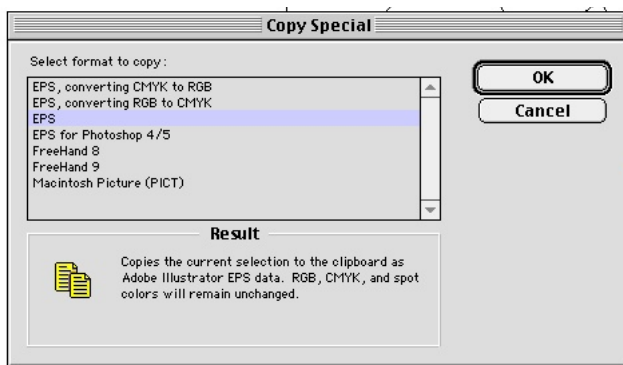 Copy Special
Select format to copy:
EPS, converting CMYK to RGB
EPS, converting RGB to CMYK
EPS
EPS for Photoshop 4/5
FreeHand 8
FreeHand 9
Macintosh Picture (PICT)
OK
Cancel
Result
Copies the current selection to the clipboard as
Adobe Illustrator EPS data. RGB, CMYK, and spot
colors will remain unchanged.